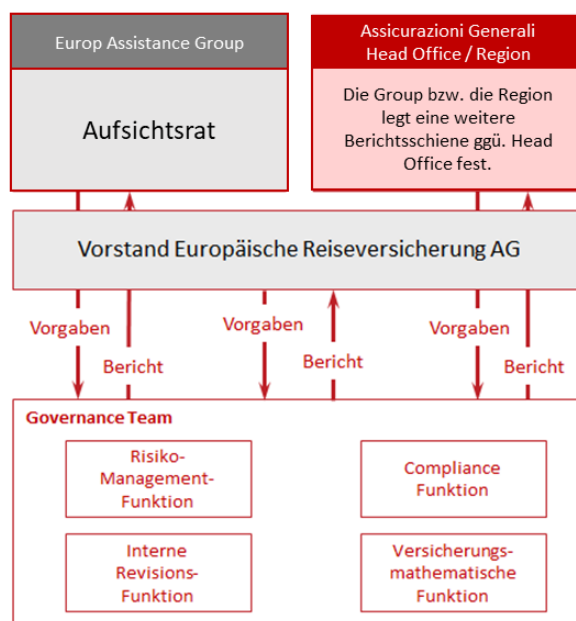 Europ Assistance Group
Aufsichtsrat
Assicurazioni Generali
Head Office / Region
Die Group bzw. die Region
legt eine weitere
Berichtsschiene ggü. Head
Office fest.
Vorstand Europäische Reiseversicherung AG
Vorgaben
Bericht
Vorgaben
Bericht
Vorgaben
Bericht
Governance Team
Risiko-
Management-
Funktion
Compliance
Funktion
Interne
Revisions-
Funktion
Versicherungs-
mathematische
Funktion